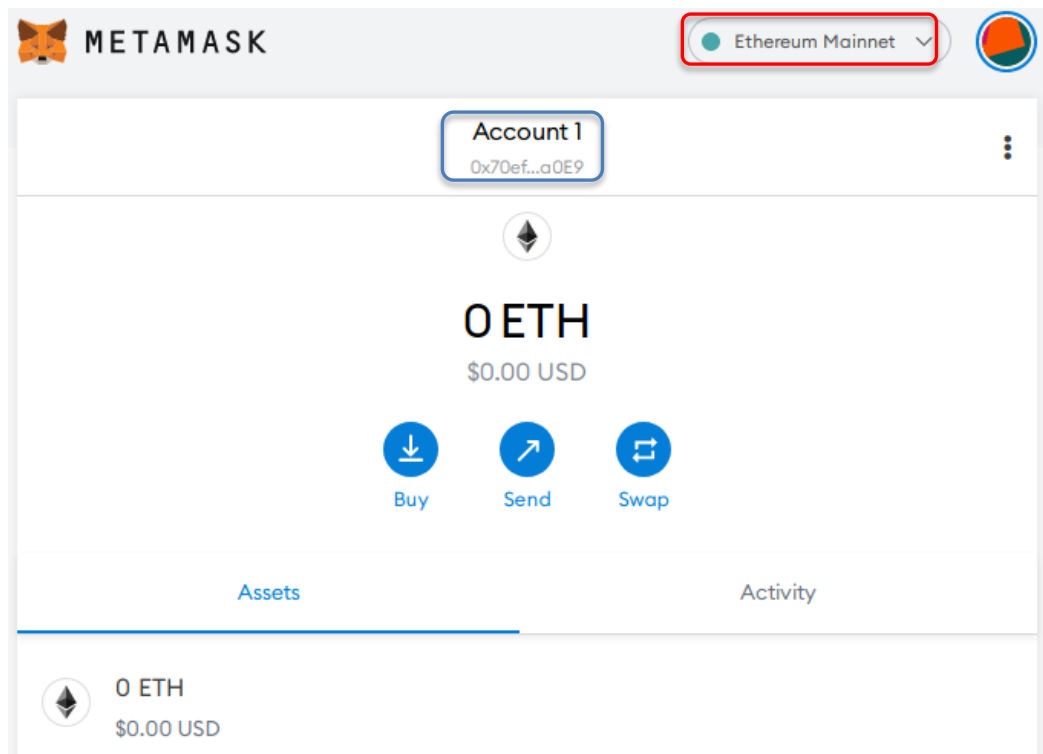 METAMASK
Ethereum Mainnet
Account 1
0x70ef...a0E9
0 ETH
$0.00 USD
Buy Send Swap
Assets Activity
0 ETH
$0.00 USD